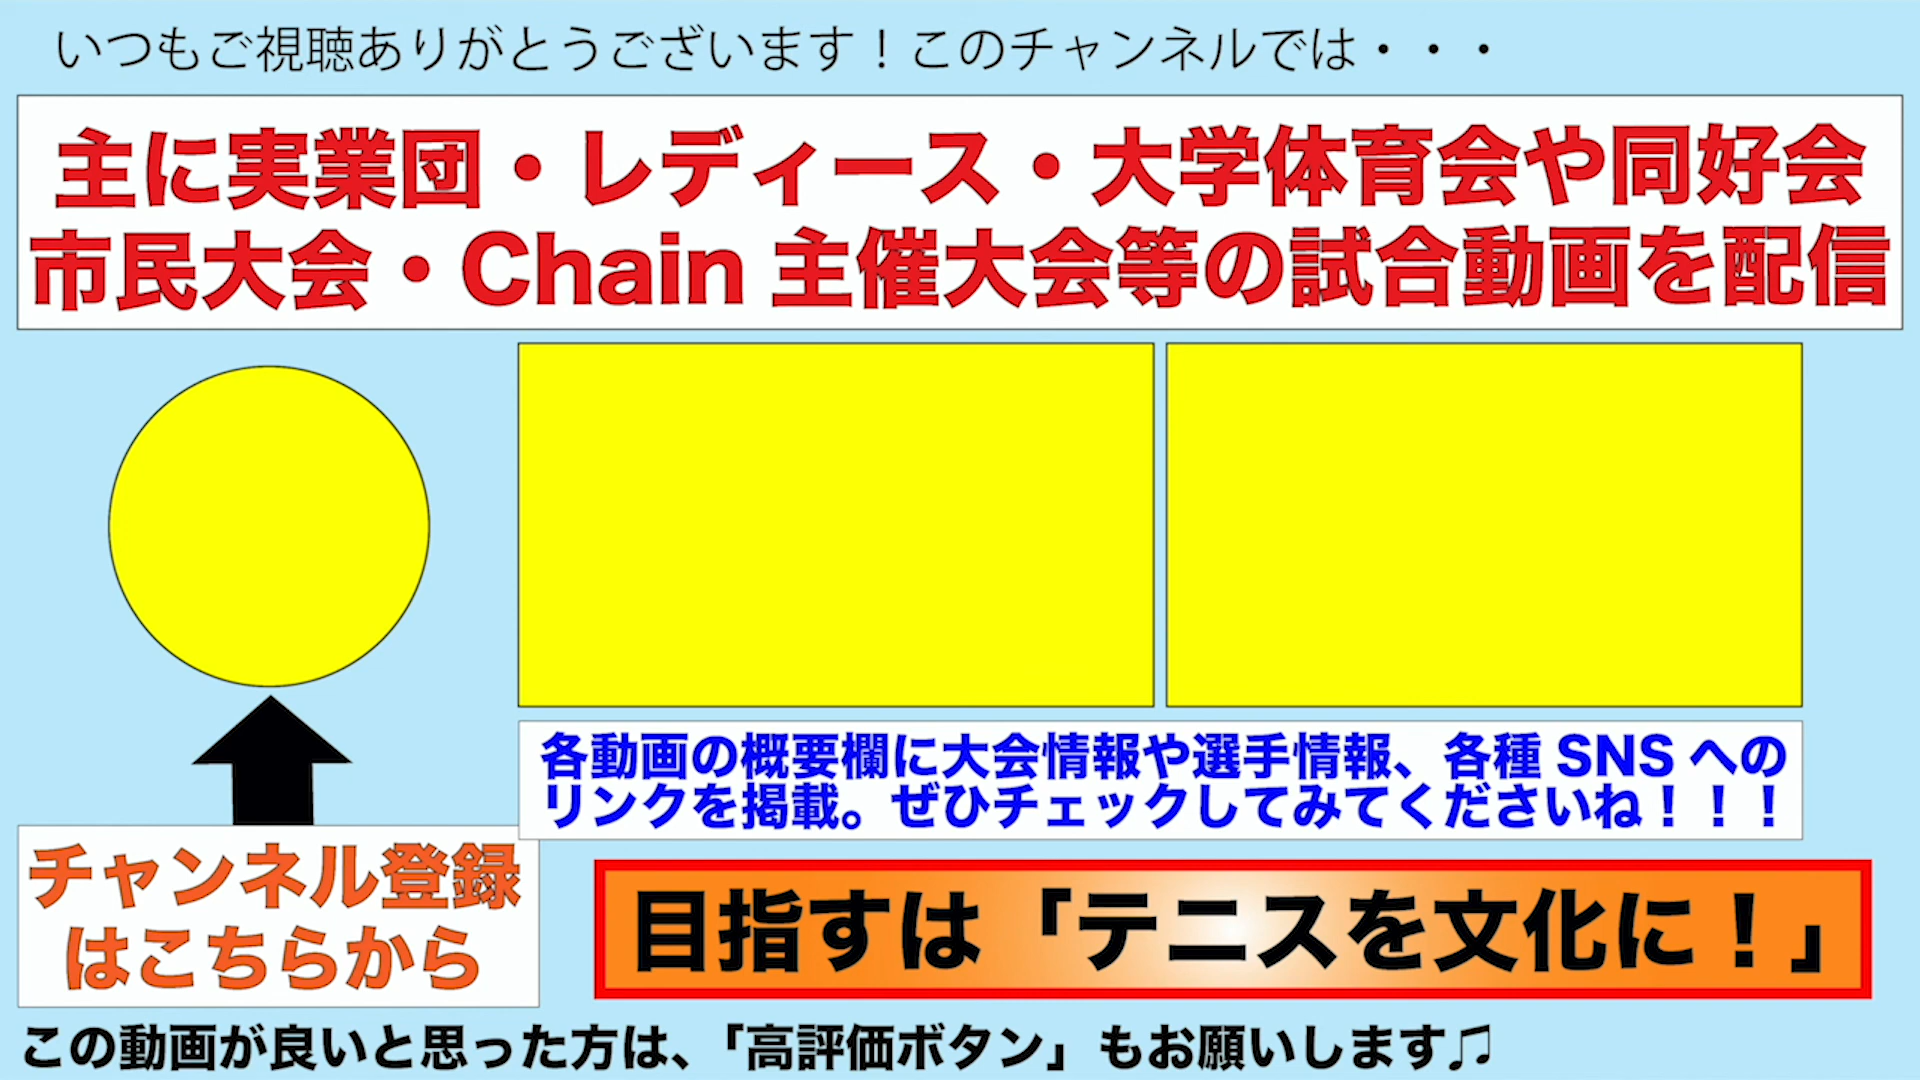 いつもご視聴ありがとうございます！このチャンネルでは・・・
主に実業団・レディース・大学体育会や同好会
市民大会・Chain 主催大会等の試合動画を配信
各動画の概要欄に大会情報や選手情報、各種 SNS への
リンクを掲載。ぜひチェックしてみてくださいね！！！
チャンネル登録
はこちらから
目指すは「テニスを文化に！」
この動画が良いと思った方は、「高評価ボタン」もお願いします♫